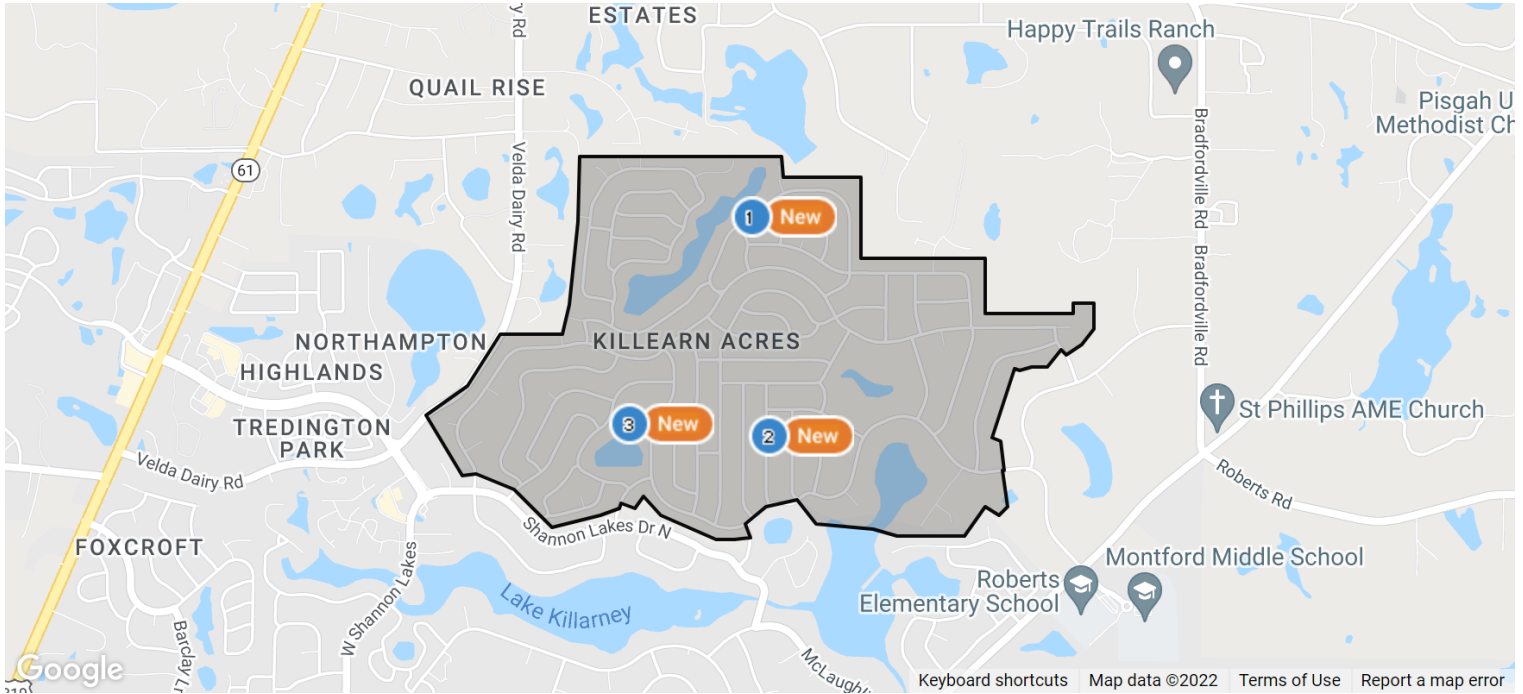 ESTATES
y Rd
Happy Trails Ranch
QUAIL RISE
Pisgah U
Methodist Ch
Bradfordville Rd
61
Velda Dairy Rd
1
New
Bradfordville Rd
NORTHAMPTON
KILLEARN ACRES
HIGHLANDS
St Phillips AME Church
3
New
TREDINGTON
PARK
2
New
Velda Dairy Rd
Roberts Rd
Shannon Lakes Dr N
FOXCROFT
Montford Middle School
Roberts
Elementary School
W Shannon Lakes
Lake Killarney
Barclay Ln
McLaughli
Google
319
Keyboard shortcuts
Map data ©2022
Terms of Use
Report a map error